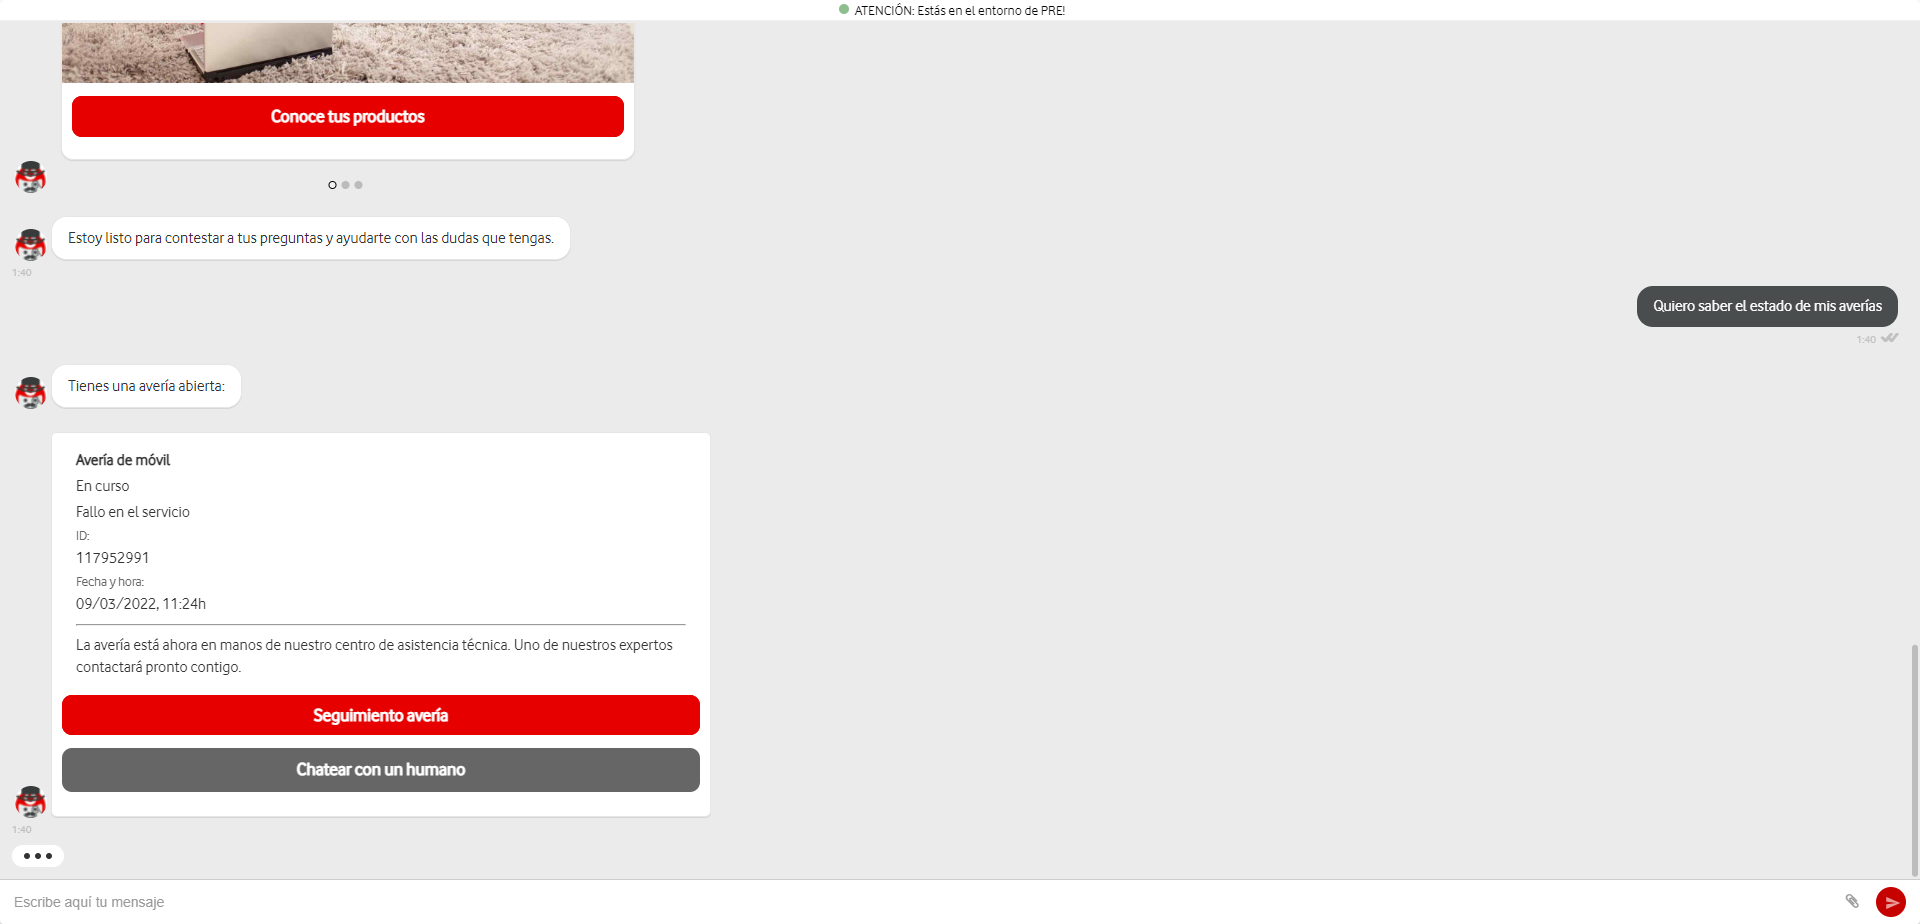 ATENCIÓN: Estás en el entorno de PRE!
Conoce tus productos
Estoy listo para contestar a tus preguntas y ayudarte con las dudas que tengas.
1:40
Quiero saber el estado de mis averías
1:40
Tienes una avería abierta:
Avería de móvil
En curso
Fallo en el servicio
ID:
117952991
Fecha y hora:
09/03/2022, 11:24h
La avería está ahora en manos de nuestro centro de asistencia técnica. Uno de nuestros expertos
contactará pronto contigo.
Seguimiento avería
Chatear con un humano
1:40
Escribe aquí tu mensaje